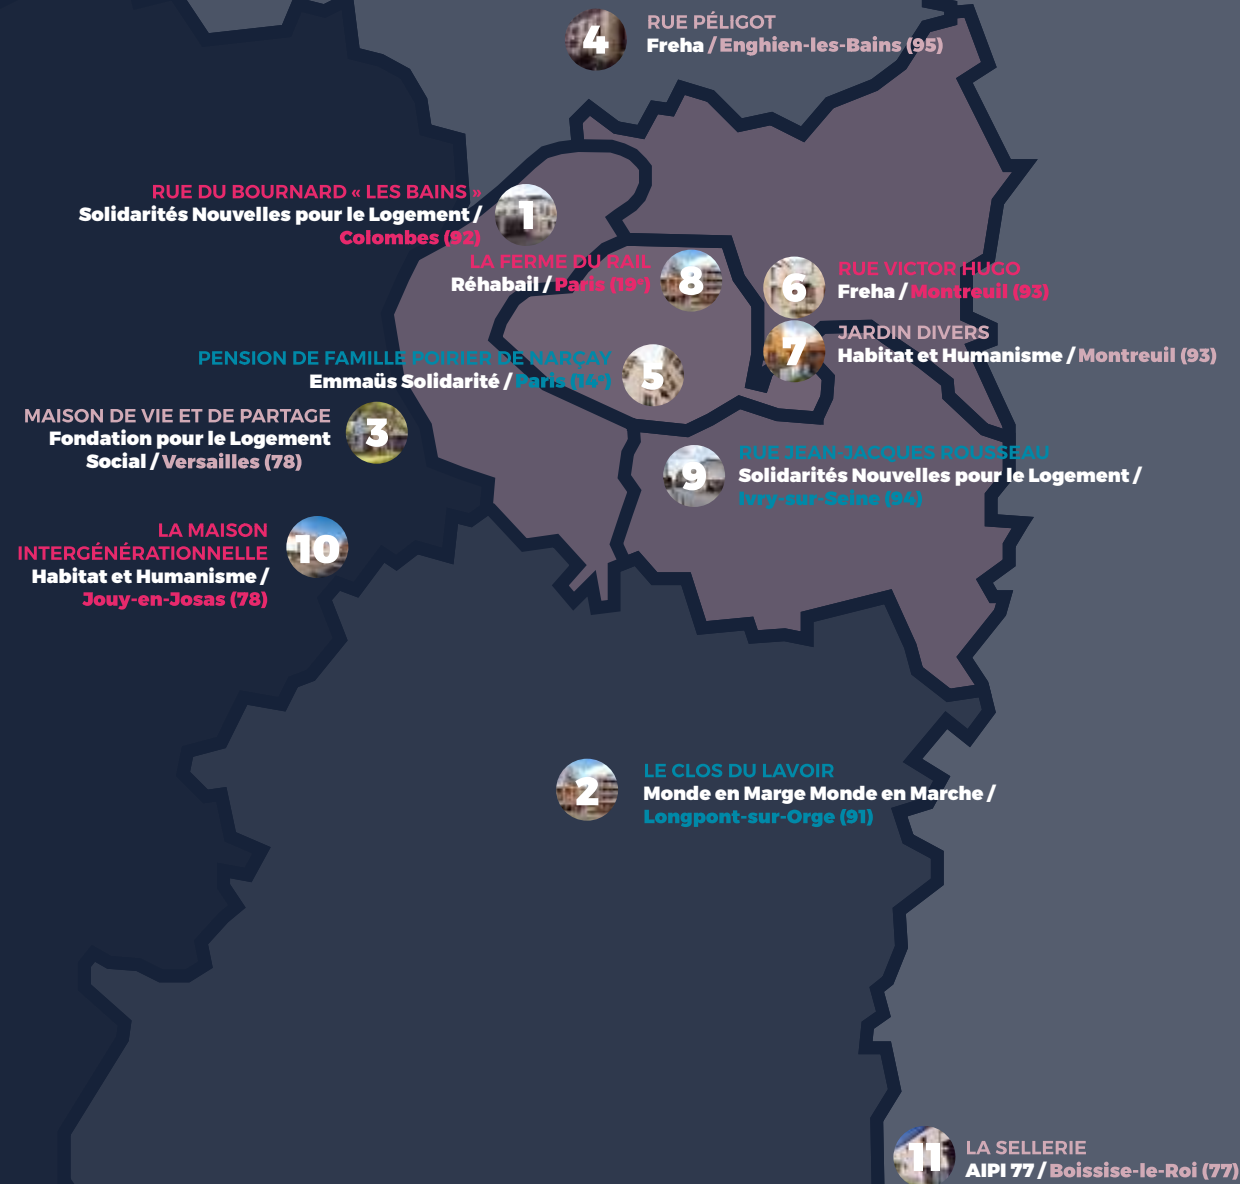 4
RUE PÉLIGOT
Freha / Enghien-les-Bains (95)
RUE DU BOURNARD « LES BAINS »
Solidarités Nouvelles pour le Logement /
Colombes (92)
1
LA FERME DU RAIL
Réhabail / Paris (19e)
8
6
RUE VICTOR HUGO
Freha / Montreuil (93)
7
JARDIN DIVERS
Habitat et Humanisme / Montreuil (93)
PENSION DE FAMILLE POIRIER DE NARÇAY
Emmaüs Solidarité / Paris (14e)
5
MAISON DE VIE ET DE PARTAGE
Fondation pour le Logement
Social / Versailles (78)
3
9
RUE JEAN-JACQUES ROUSSEAU
Solidarités Nouvelles pour le Logement /
Ivry-sur-Seine (94)
LA MAISON
INTERGÉNÉRATIONNELLE
Habitat et Humanisme /
Jouy-en-Josas (78)
10
2
LE CLOS DU LAVOIR
Monde en Marge Monde en Marche /
Longpont-sur-Orge (91)
11
LA SELLERIE
AIPI 77 / Boissise-le-Roi (77)